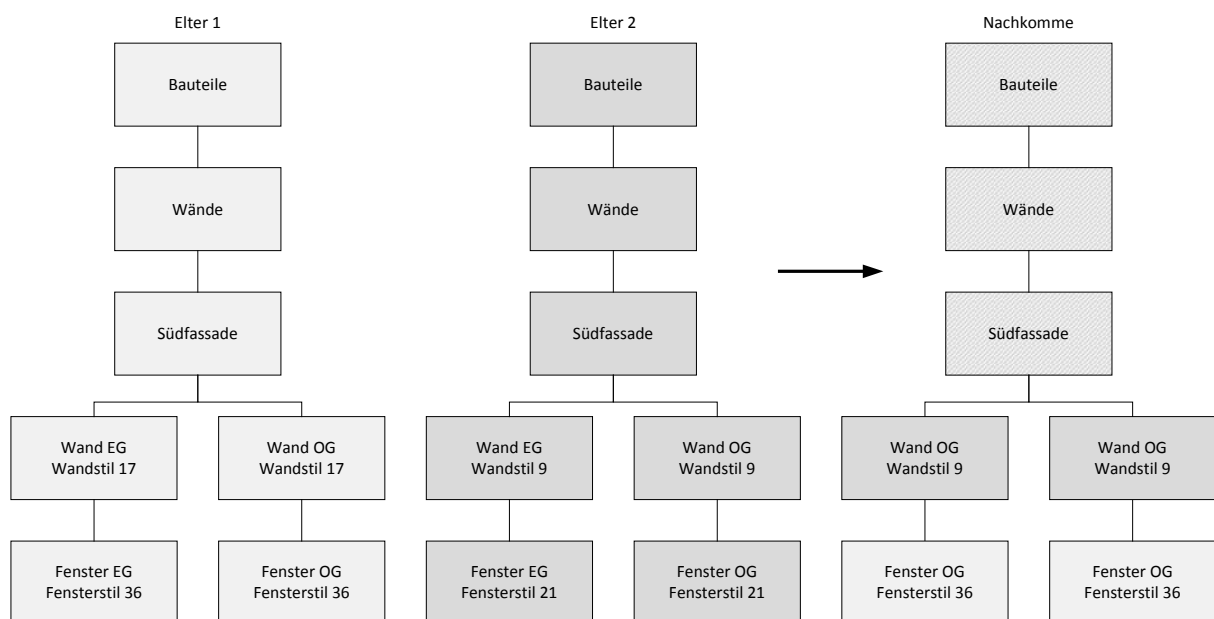 Elter 1
Elter 2
Nachkomme
Bauteile
Bauteile
Bauteile
Wände
Wände
Wände
Südfassade
Südfassade
Südfassade
Wand EG
Wandstil 17
Wand OG
Wandstil 17
Wand EG
Wandstil 9
Wand OG
Wandstil 9
Wand OG
Wandstil 9
Wand OG
Wandstil 9
Fenster EG
Fensterstil 36
Fenster OG
Fensterstil 36
Fenster EG
Fensterstil 21
Fenster OG
Fensterstil 21
Fenster OG
Fensterstil 36
Fenster OG
Fensterstil 36